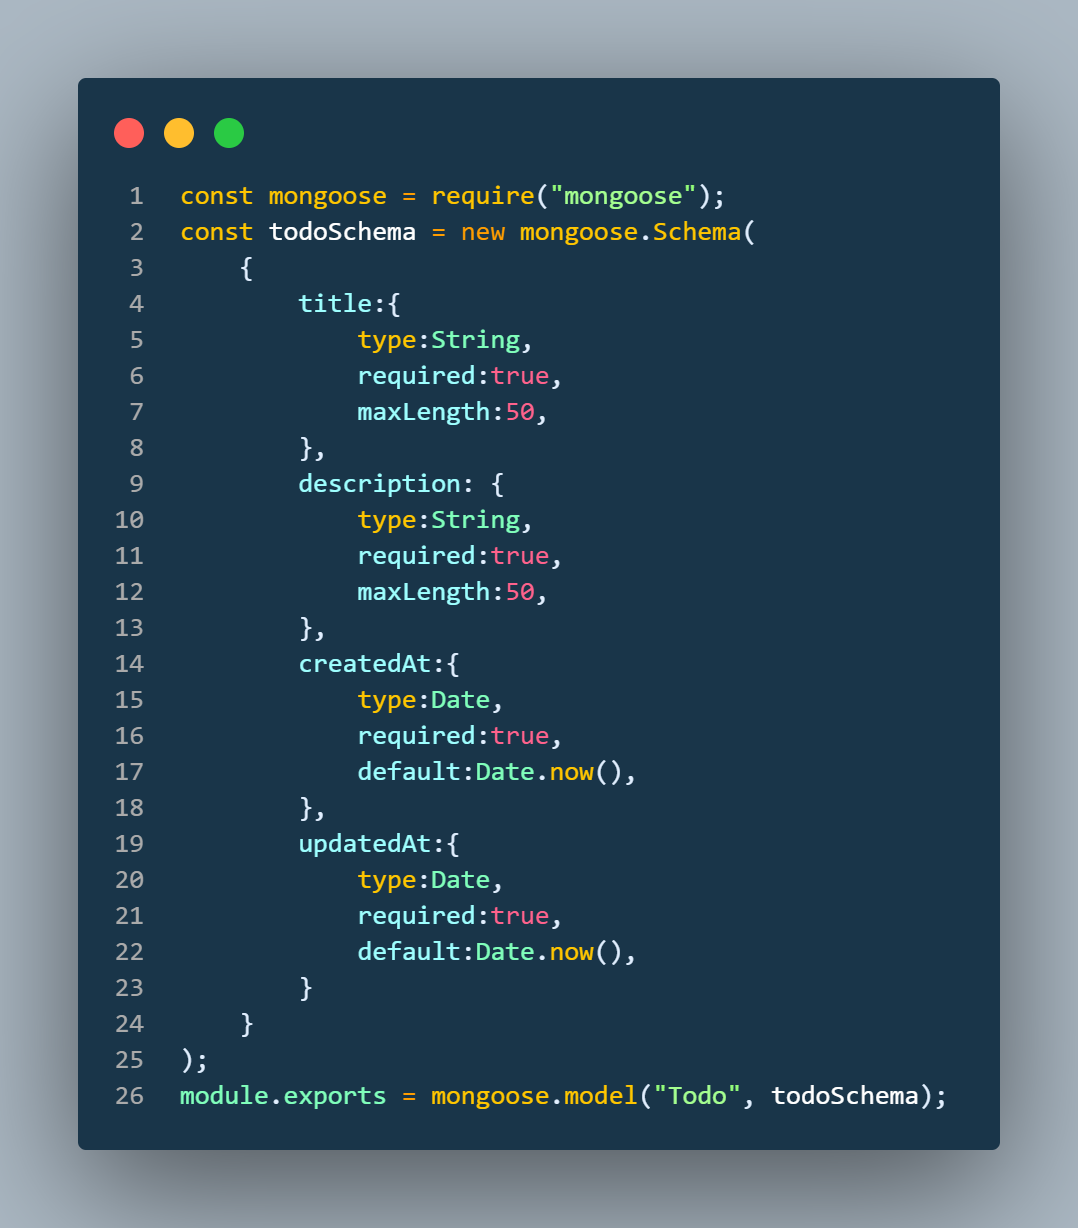 1 const mongoose = require("mongoose");
2 const todoSchema = new mongoose.Schema(
3     {
4         title:{
5             type:String,
6             required:true,
7             maxLength:50,
8         },
9         description: {
10             type:String,
11             required:true,
12             maxLength:50,
13         },
14         createdAt:{
15             type:Date,
16             required:true,
17             default:Date.now(),
18         },
19         updatedAt:{
20             type:Date,
21             required:true,
22             default:Date.now(),
23         }
24     }
25 );
26 module.exports = mongoose.model("Todo", todoSchema);